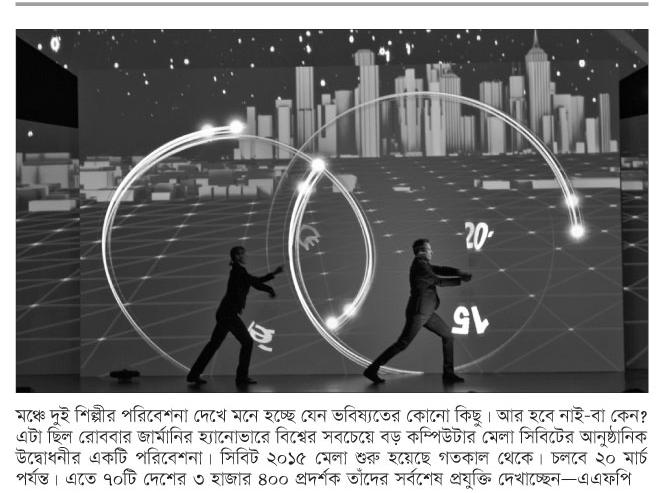 20-
15
মঞ্চে দুই শিল্পীর পরিবেশনা দেখে মনে হচ্ছে যেন ভবিষ্যতের কোনো কিছু। আর হবে নাই-বা কেন?
এটা ছিল রোববার জার্মানির হ্যানোভারে বিশ্বের সবচেয়ে বড় কম্পিউটার মেলা সিবিটের আনুষ্ঠানিক
উদ্বোধনীর একটি পরিবেশনা। সিবিট ২০১৫ মেলা শুরু হয়েছে গতকাল থেকে। চলবে ২০ মার্চ
পর্যন্ত। এতে ৭০টি দেশের ৩ হাজার ৪০০ প্রদর্শক তাঁদের সর্বশেষ প্রযুক্তি দেখাচ্ছেন—এএফপি